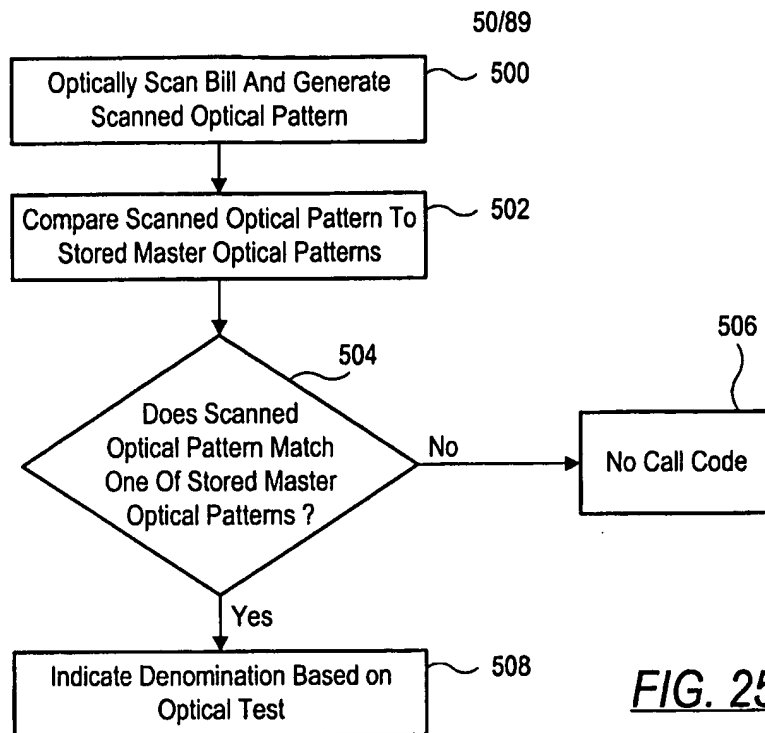 50/89
Optically Scan Bill And Generate
Scanned Optical Pattern
500
Compare Scanned Optical Pattern To
Stored Master Optical Patterns
502
504
Does Scanned
Optical Pattern Match
One Of Stored Master
Optical Patterns ?
No
506
No Call Code
Yes
Indicate Denomination Based on
Optical Test
508
FIG. 25